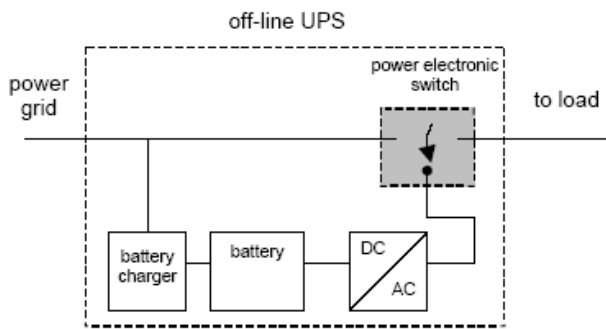 off-line UPS
power electronic
switch
power
grid
to load
battery
charger
battery
DC
AC